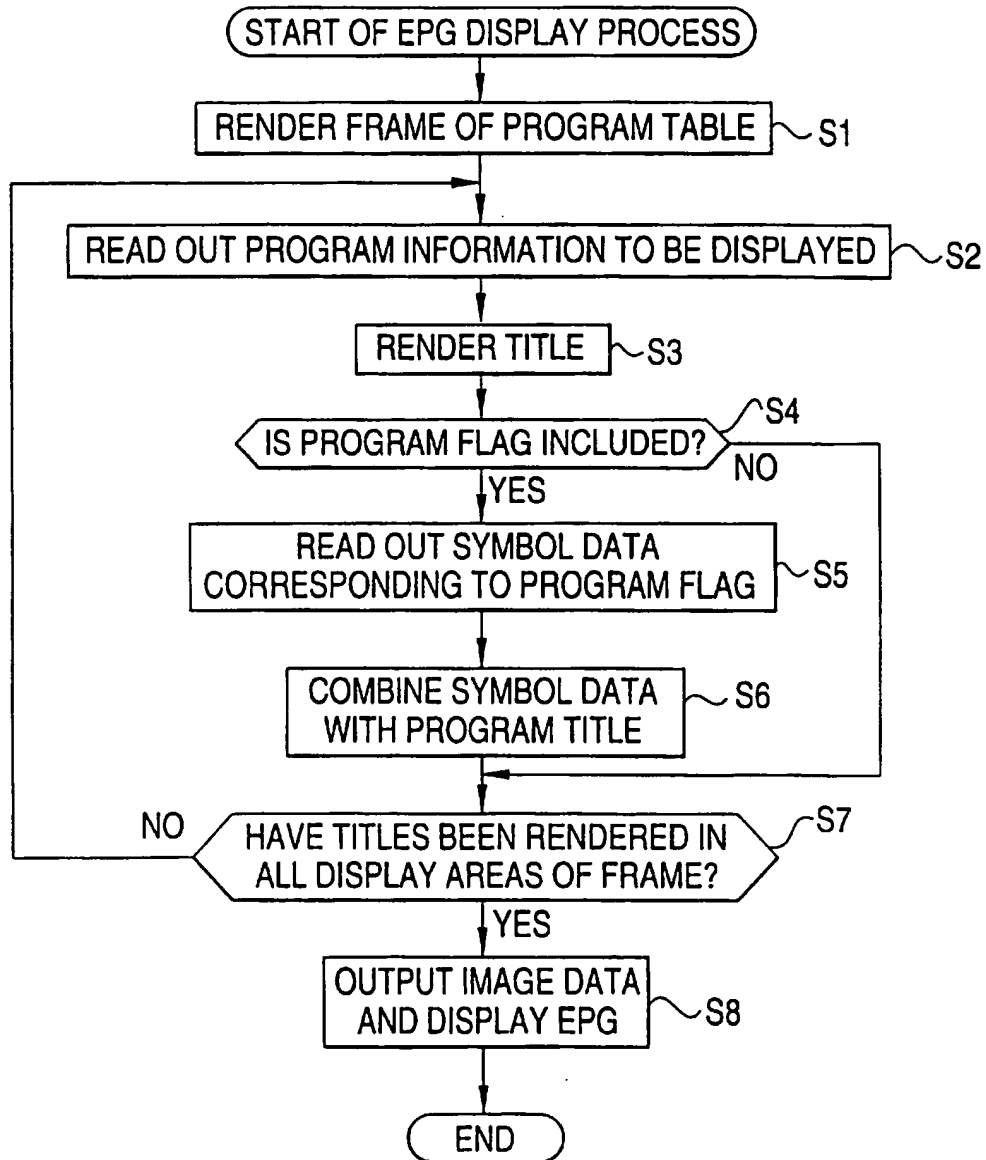 START OF EPG DISPLAY PROCESS
RENDER FRAME OF PROGRAM TABLE
S1
READ OUT PROGRAM INFORMATION TO BE DISPLAYED
S2
RENDER TITLE
S3
S4
IS PROGRAM FLAG INCLUDED?
NO
YES
READ OUT SYMBOL DATA
CORRESPONDING TO PROGRAM FLAG
S5
COMBINE SYMBOL DATA
WITH PROGRAM TITLE
S6
NO
HAVE TITLES BEEN RENDERED IN
ALL DISPLAY AREAS OF FRAME?
S7
YES
OUTPUT IMAGE DATA
AND DISPLAY EPG
S8
END